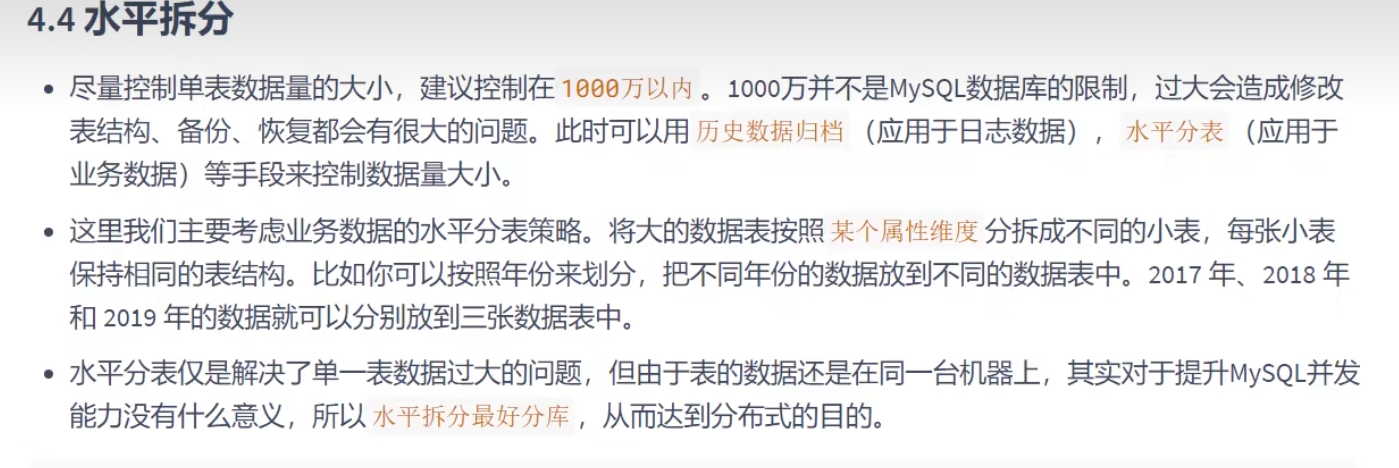 4.4 水平拆分
• 尽量控制单表数据量的大小，建议控制在 1000万以内 。1000万并不是MySQL数据库的限制，过大会造成修改
表结构、备份、恢复都会有很大的问题。此时可以用 历史数据归档 （应用于日志数据）， 水平分表 （应用于
业务数据）等手段来控制数据量大小。
• 这里我们主要考虑业务数据的水平分表策略。将大的数据表按照 某个属性维度 分拆成不同的小表，每张小表
保持相同的表结构。比如你可以按照年份来划分，把不同年份的数据放到不同的数据表中。2017 年、2018 年
和 2019 年的数据就可以分别放到三张数据表中。
• 水平分表仅是解决了单一表数据过大的问题，但由于表的数据还是在同一台机器上，其实对于提升MySQL并发
能力没有什么意义，所以 水平拆分最好分库 ，从而达到分布式的目的。